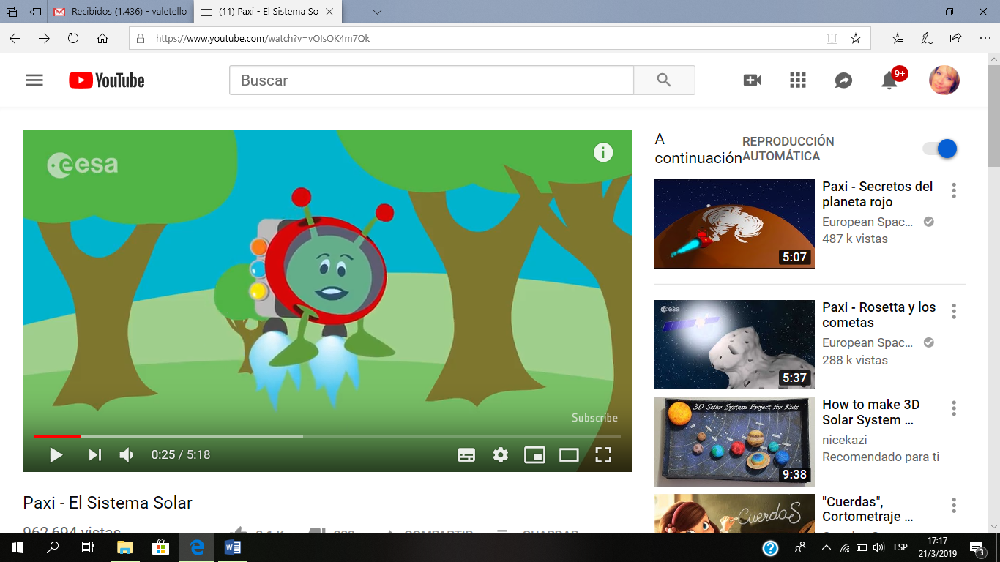 Recibidos (1.436) - valetello
(11) Paxi - El Sistema So
https://www.youtube.com/watch?v=vQIsQK4m7Qk
YouTube
Buscar
9+
esa
i
Subscribe
0:25 / 5:18
Paxi - El Sistema Solar
962.694 vistas
COMPARTIR
GUARDAR
A
continuación
REPRODUCCIÓN
AUTOMÁTICA
5:07
Paxi - Secretos del
planeta rojo
European Spac...
487 k vistas
esa
5:37
Paxi - Rosetta y los
cometas
European Spac...
288 k vistas
3D Solar System Project for Kids
9:38
How to make 3D
Solar System ...
nicekazi
Recomendado para ti
CUERDAS
"Cuerdas",
Cortometraje ...
ESP
17:17
21/3/2019
3